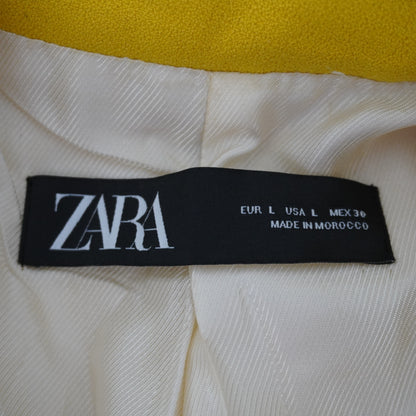 ZARA
EUR L USA L MEX 30
MADE IN MOROCCO